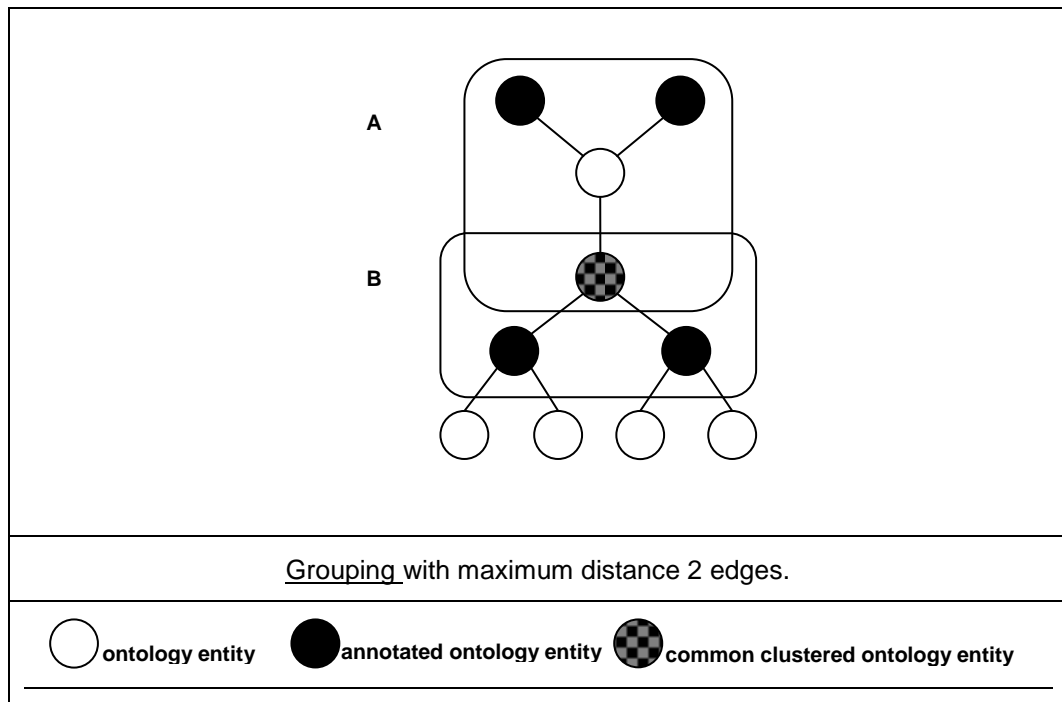 A
B
Grouping with maximum distance 2 edges.
ontology entity annotated ontology entity common clustered ontology entity